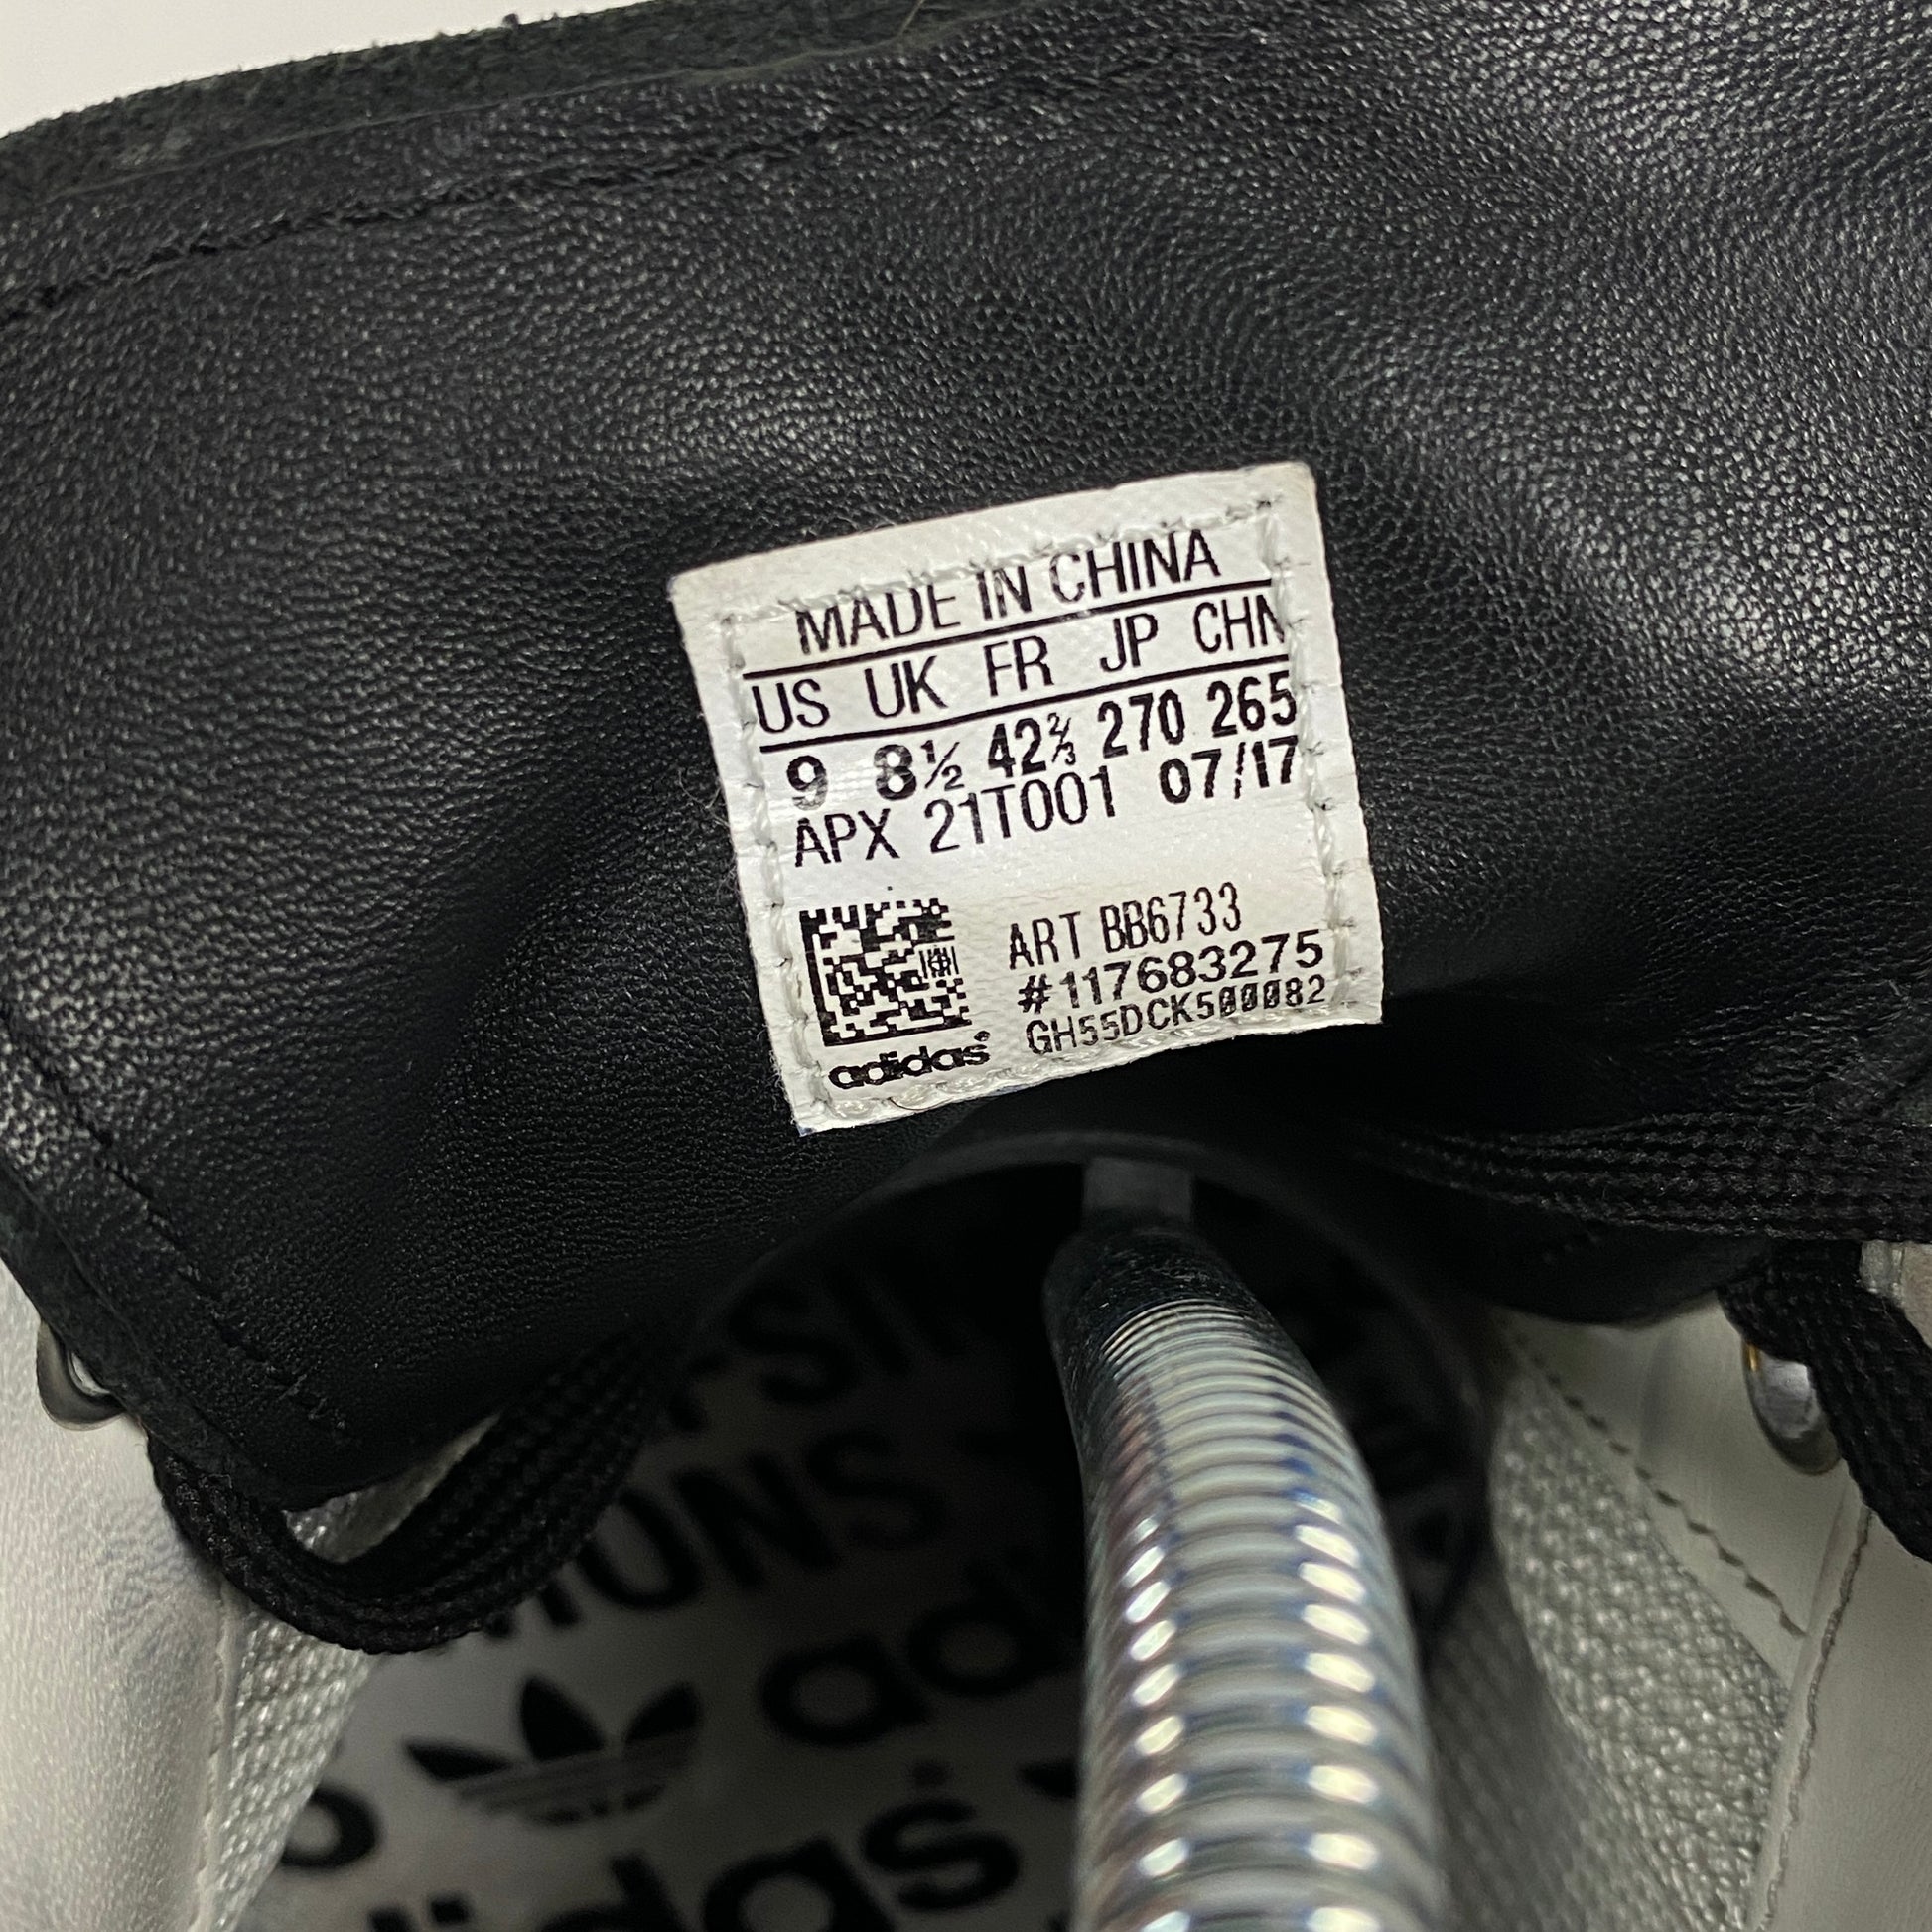 MADE IN CHINA
US UK FR JP CHN
9 8½ 42⅔ 270 265
APX 21T001 07/17
ART BB6733
#117683275
GH55DCK500082
adidas®
adidas